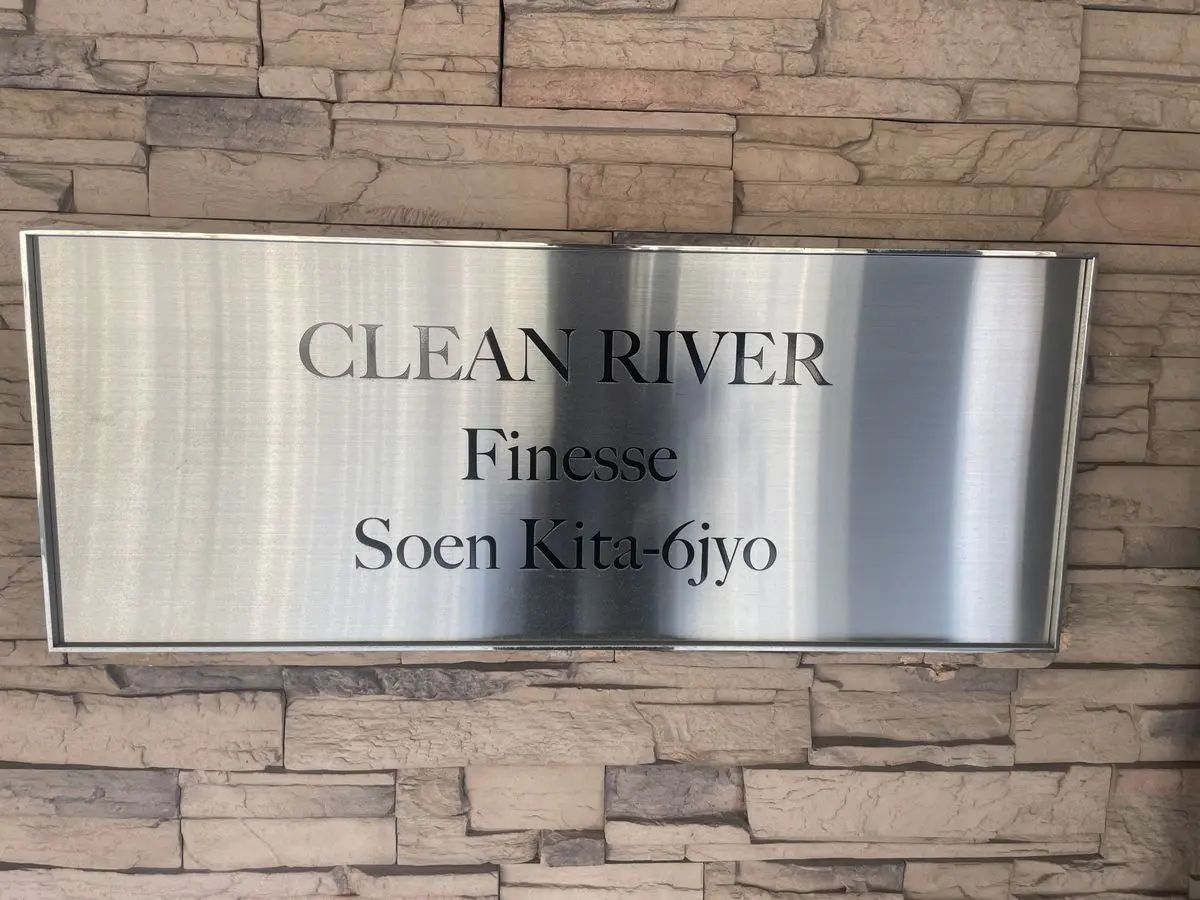 CLEAN RIVER
Finesse
Soen Kita-6jyo